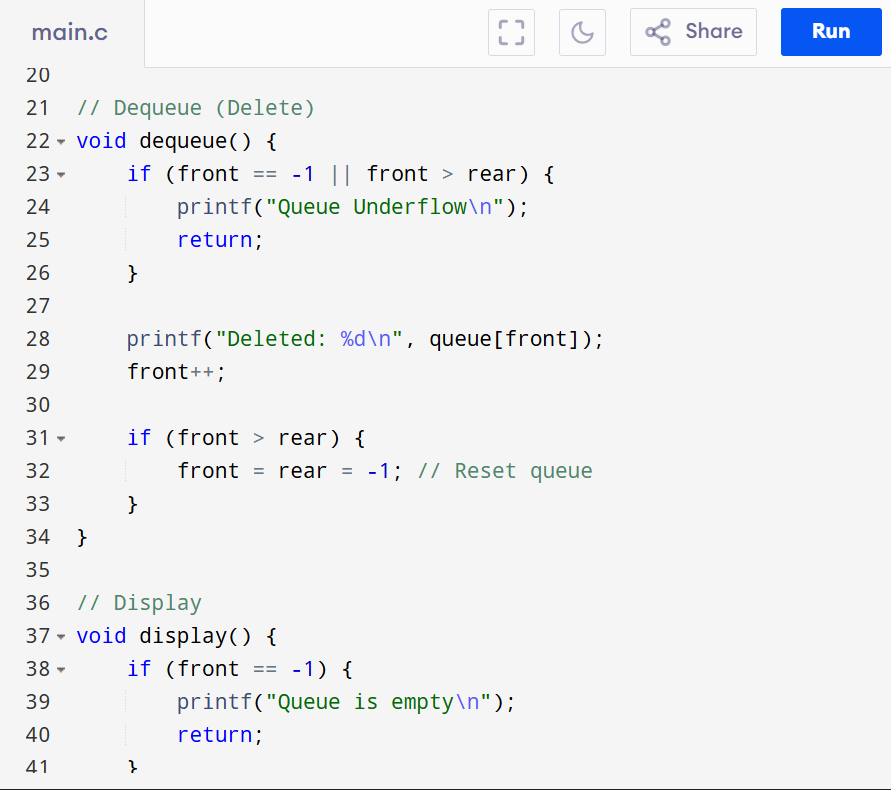 main.c
Share
Run
20
21 // Dequeue (Delete)
22 void dequeue() {
23     if (front == -1 || front > rear) {
24         printf("Queue Underflow\n");
25         return;
26     }
27
28     printf("Deleted: %d\n", queue[front]);
29     front++;
30
31     if (front > rear) {
32         front = rear = -1; // Reset queue
33     }
34 }
35
36 // Display
37 void display() {
38     if (front == -1) {
39         printf("Queue is empty\n");
40         return;
41     }